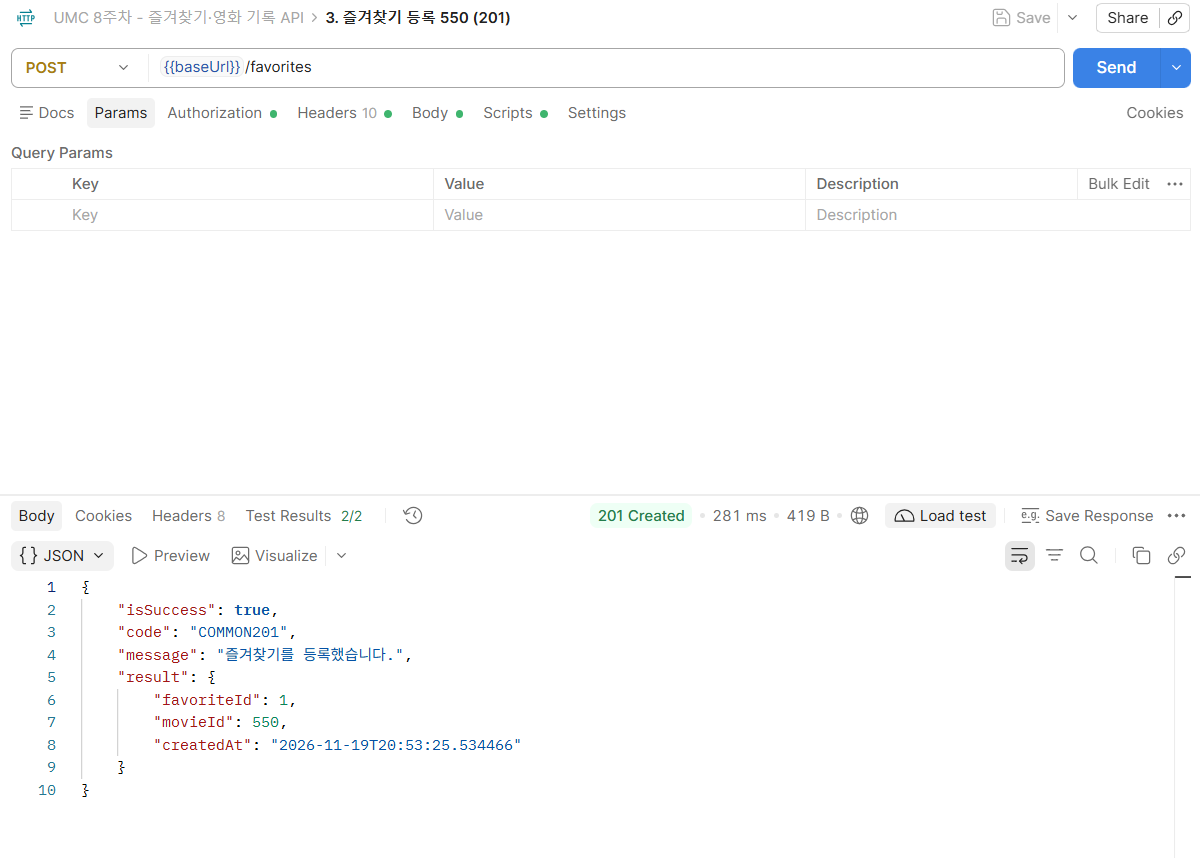 HTTP UMC 8주차 - 즐겨찾기·영화 기록 API > 3. 즐겨찾기 등록 550 (201) Save Share
POST {{baseUrl}} /favorites Send
Docs Params Authorization Headers 10 Body Scripts Settings Cookies
Query Params
Key Value Description Bulk Edit
Key Value Description
Body Cookies Headers 8 Test Results 2/2 201 Created 281 ms 419 B Load test e.g. Save Response
{} JSON Preview Visualize
1 {
2 "isSuccess": true,
3 "code": "COMMON201",
4 "message": "즐겨찾기를 등록했습니다.",
5 "result": {
6 "favoriteId": 1,
7 "movieId": 550,
8 "createdAt": "2026-11-19T20:53:25.534466"
9 }
10 }